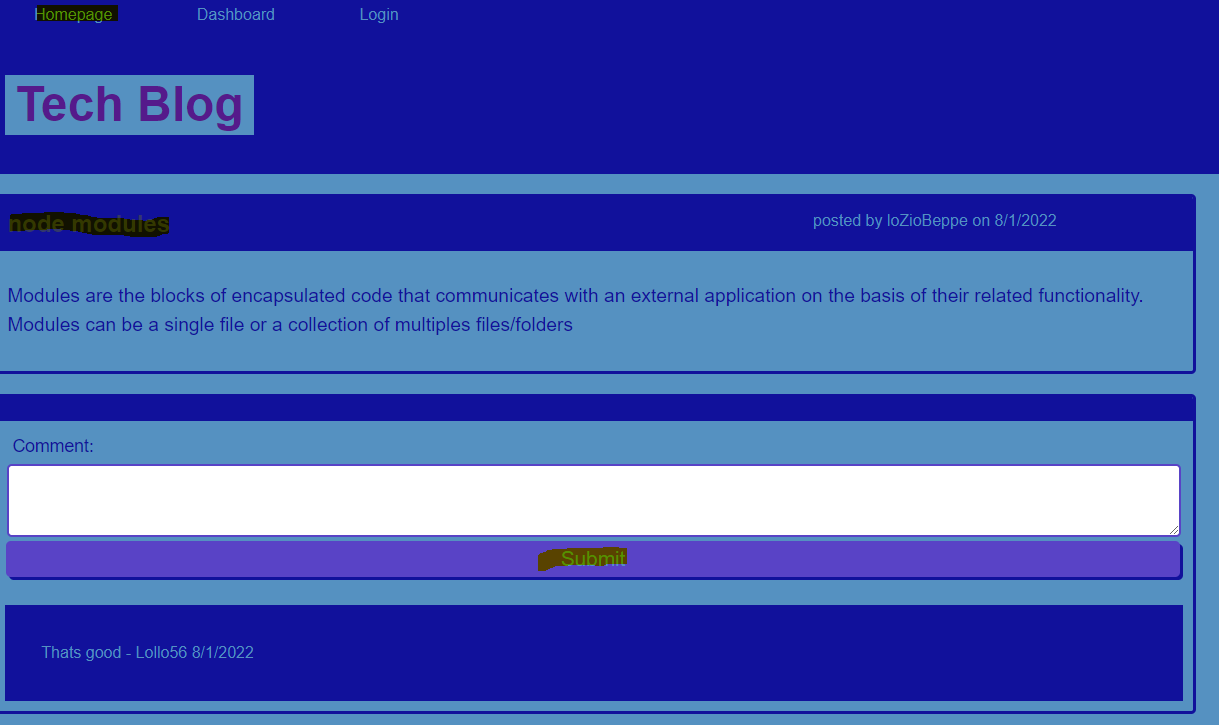 Homepage Dashboard Login
Tech Blog
node modules
posted by loZioBeppe on 8/1/2022
Modules are the blocks of encapsulated code that communicates with an external application on the basis of their related functionality.
Modules can be a single file or a collection of multiples files/folders
Comment:
Submit
Thats good - Lollo56 8/1/2022